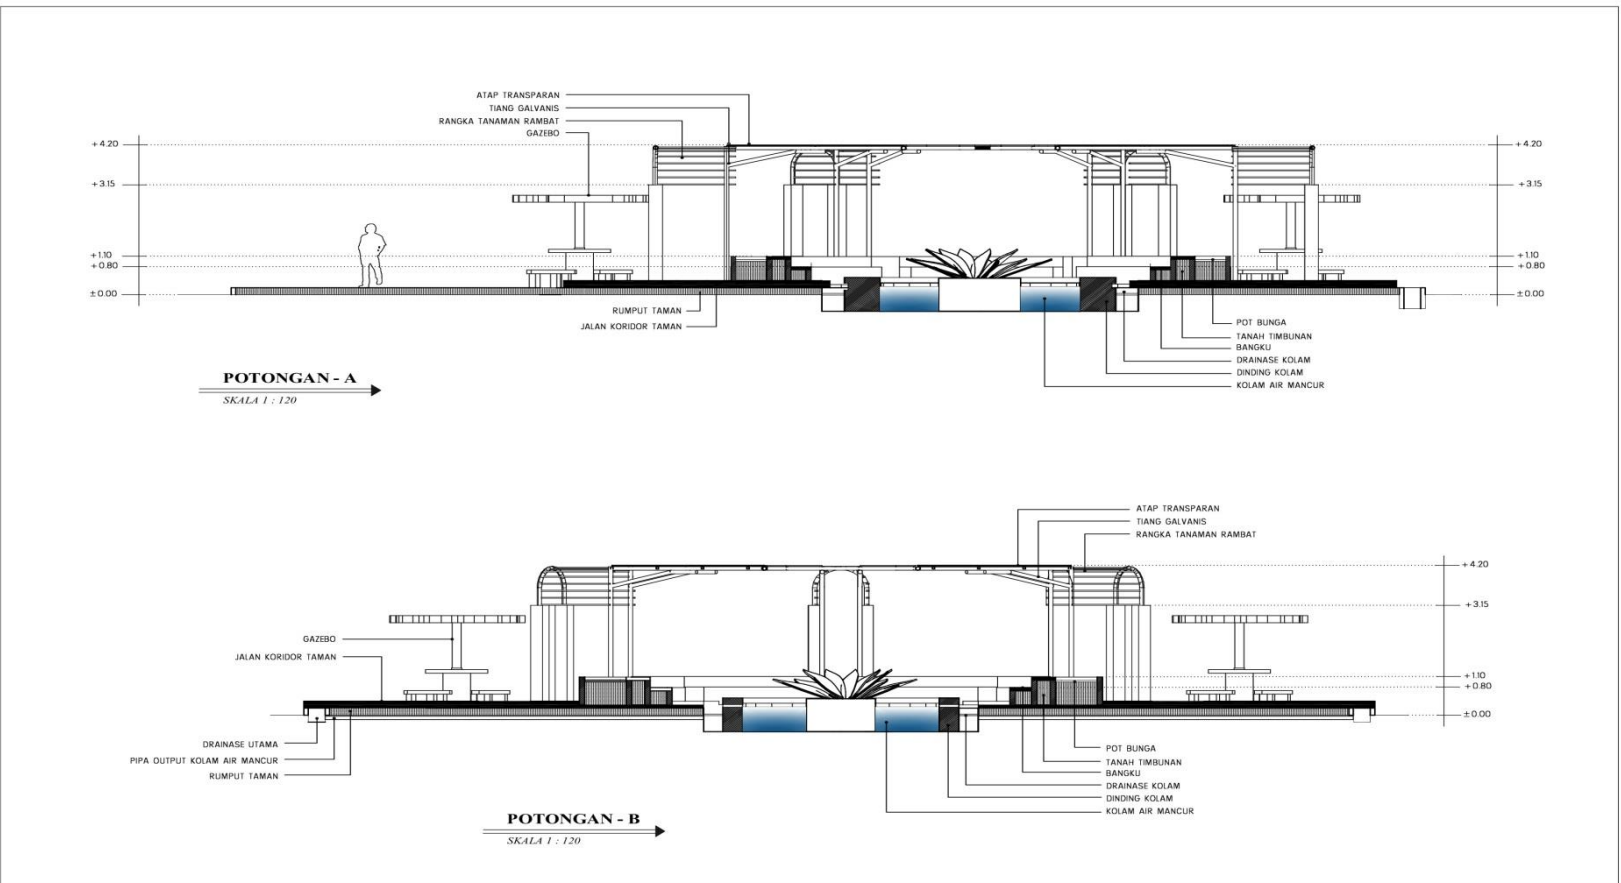 ATAP TRANSPARAN
TIANG GALVANIS
RANGKA TANAMAN RAMBAT
GAZEBO
+4.20
+4.20
+3.15
+3.15
+1.10
+1.10
+0.80
+0.80
±0.00
±0.00
RUMPUT TAMAN
JALAN KORIDOR TAMAN
POT BUNGA
TANAH TIMBUNAN
BANGKU
DRAINASE KOLAM
DINDING KOLAM
KOLAM AIR MANCUR
POTONGAN - A
SKALA 1 : 120
ATAP TRANSPARAN
TIANG GALVANIS
RANGKA TANAMAN RAMBAT
+4.20
+3.15
GAZEBO
JALAN KORIDOR TAMAN
+1.10
+0.80
±0.00
DRAINASE UTAMA
PIPA OUTPUT KOLAM AIR MANCUR
RUMPUT TAMAN
POT BUNGA
TANAH TIMBUNAN
BANGKU
DRAINASE KOLAM
DINDING KOLAM
KOLAM AIR MANCUR
POTONGAN - B
SKALA 1 : 120